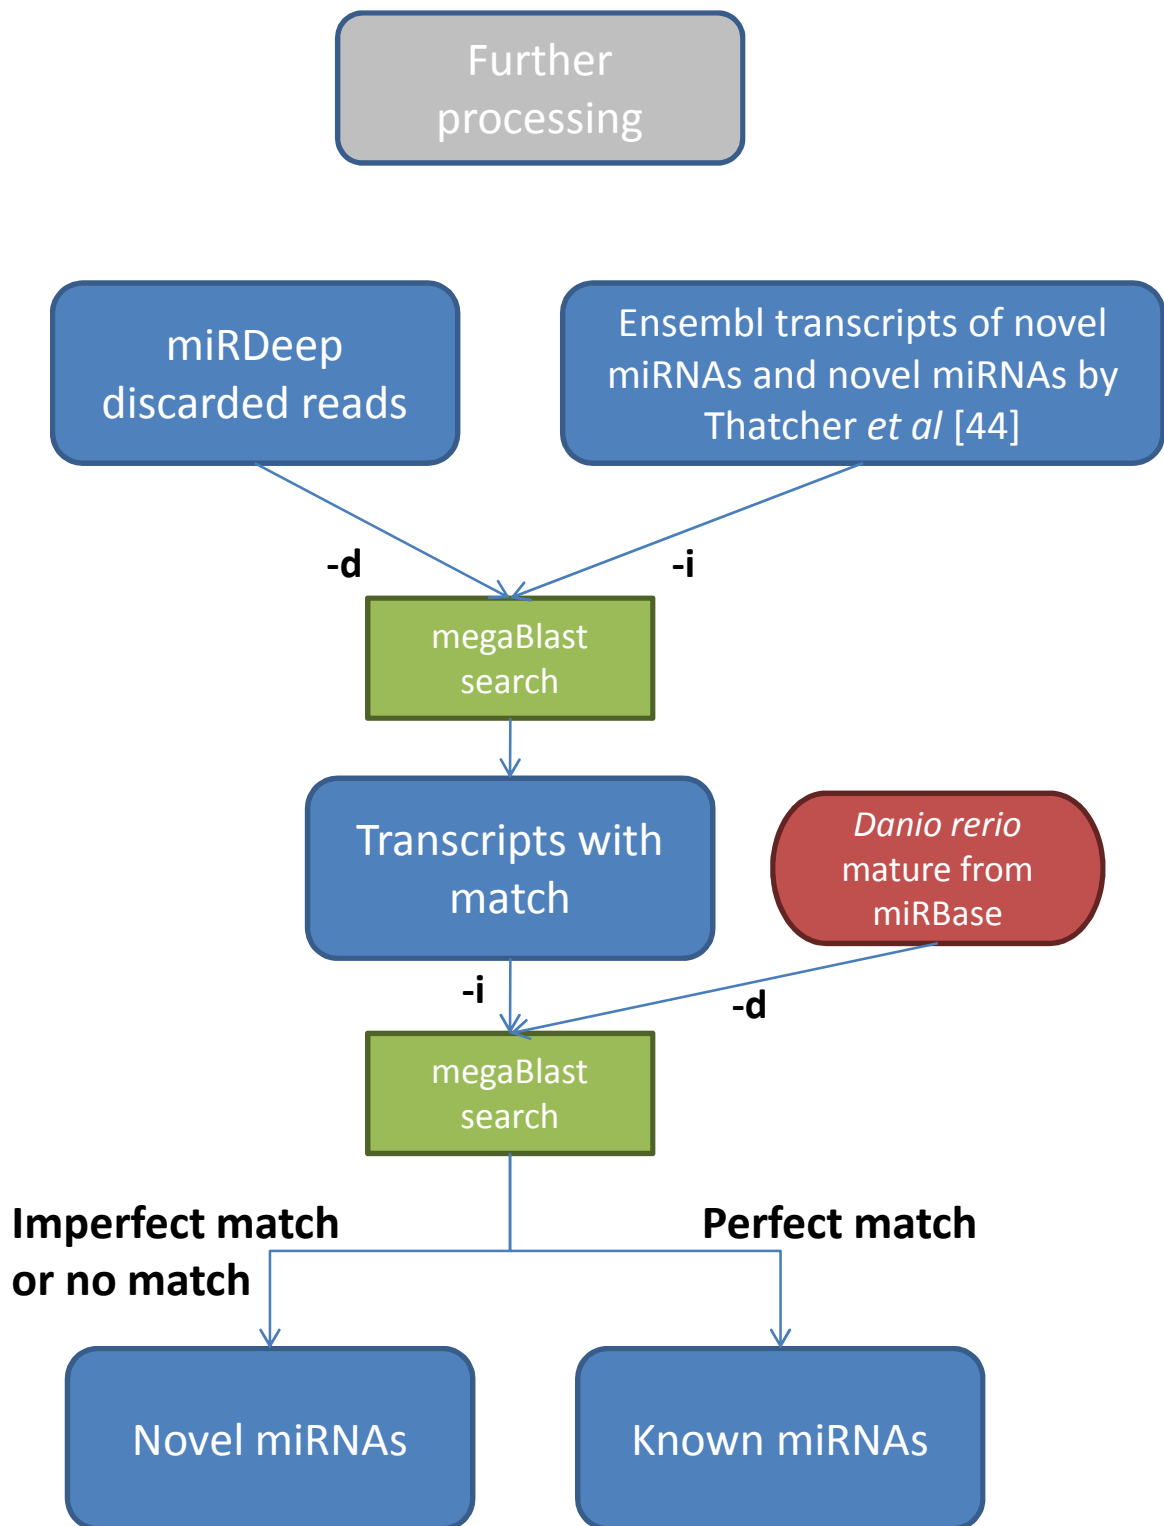 Further
processing
miRDeep
discarded reads
Ensembl transcripts of novel
miRNAs and novel miRNAs by
Thatcher et al [44]
-d
-i
megaBlast
search
Transcripts with
match
Danio rerio
mature from
miRBase
-i
-d
megaBlast
search
Imperfect match
or no match
Perfect match
Novel miRNAs
Known miRNAs